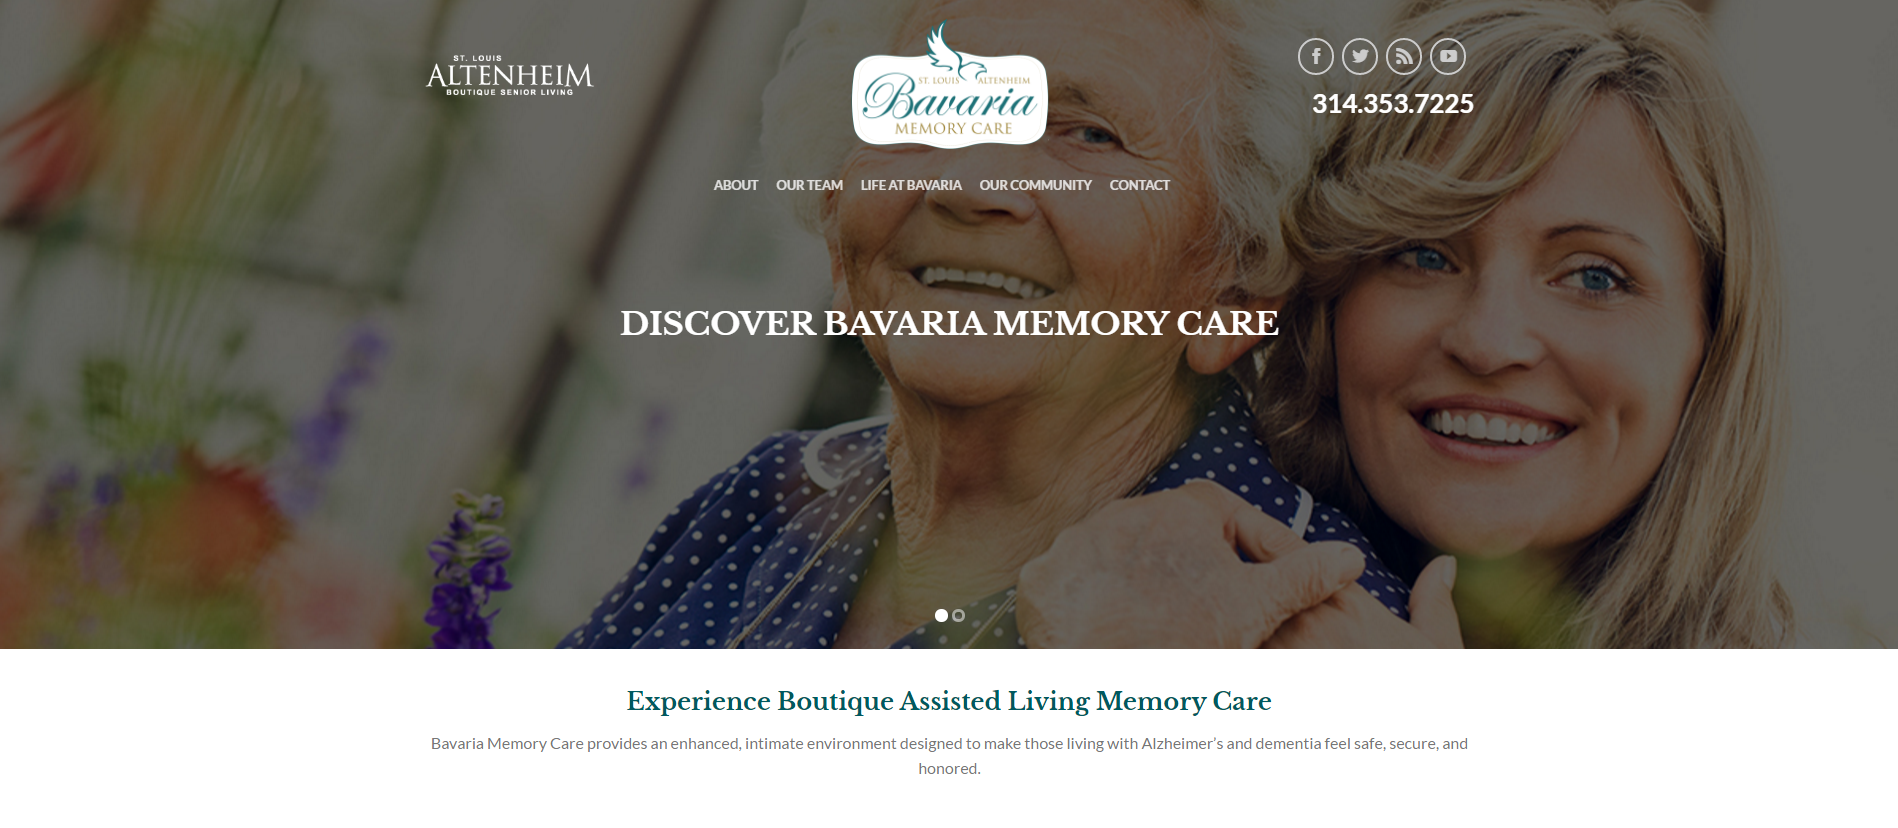 ST. LOUIS
ALTENHEIM
BOUTIQUE SENIOR LIVING
ST. LOUIS ALTENHEIM
Bavaria
MEMORY CARE
314.353.7225
ABOUT OUR TEAM LIFE AT BAVARIA OUR COMMUNITY CONTACT
DISCOVER BAVARIA MEMORY CARE
Experience Boutique Assisted Living Memory Care
Bavaria Memory Care provides an enhanced, intimate environment designed to make those living with Alzheimer’s and dementia feel safe, secure, and
honored.